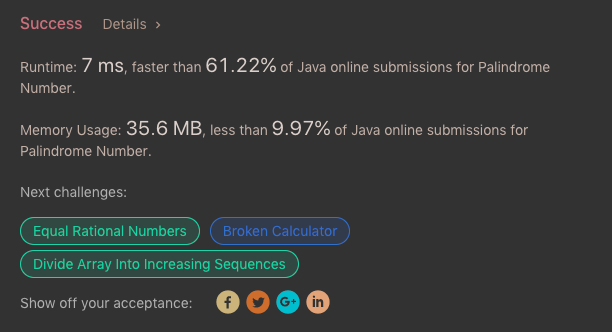 Success Details >
Runtime: 7 ms, faster than 61.22% of Java online submissions for Palindrome
Number.
Memory Usage: 35.6 MB, less than 9.97% of Java online submissions for
Palindrome Number.
Next challenges:
Equal Rational Numbers Broken Calculator
Divide Array Into Increasing Sequences
Show off your acceptance: f G+ in